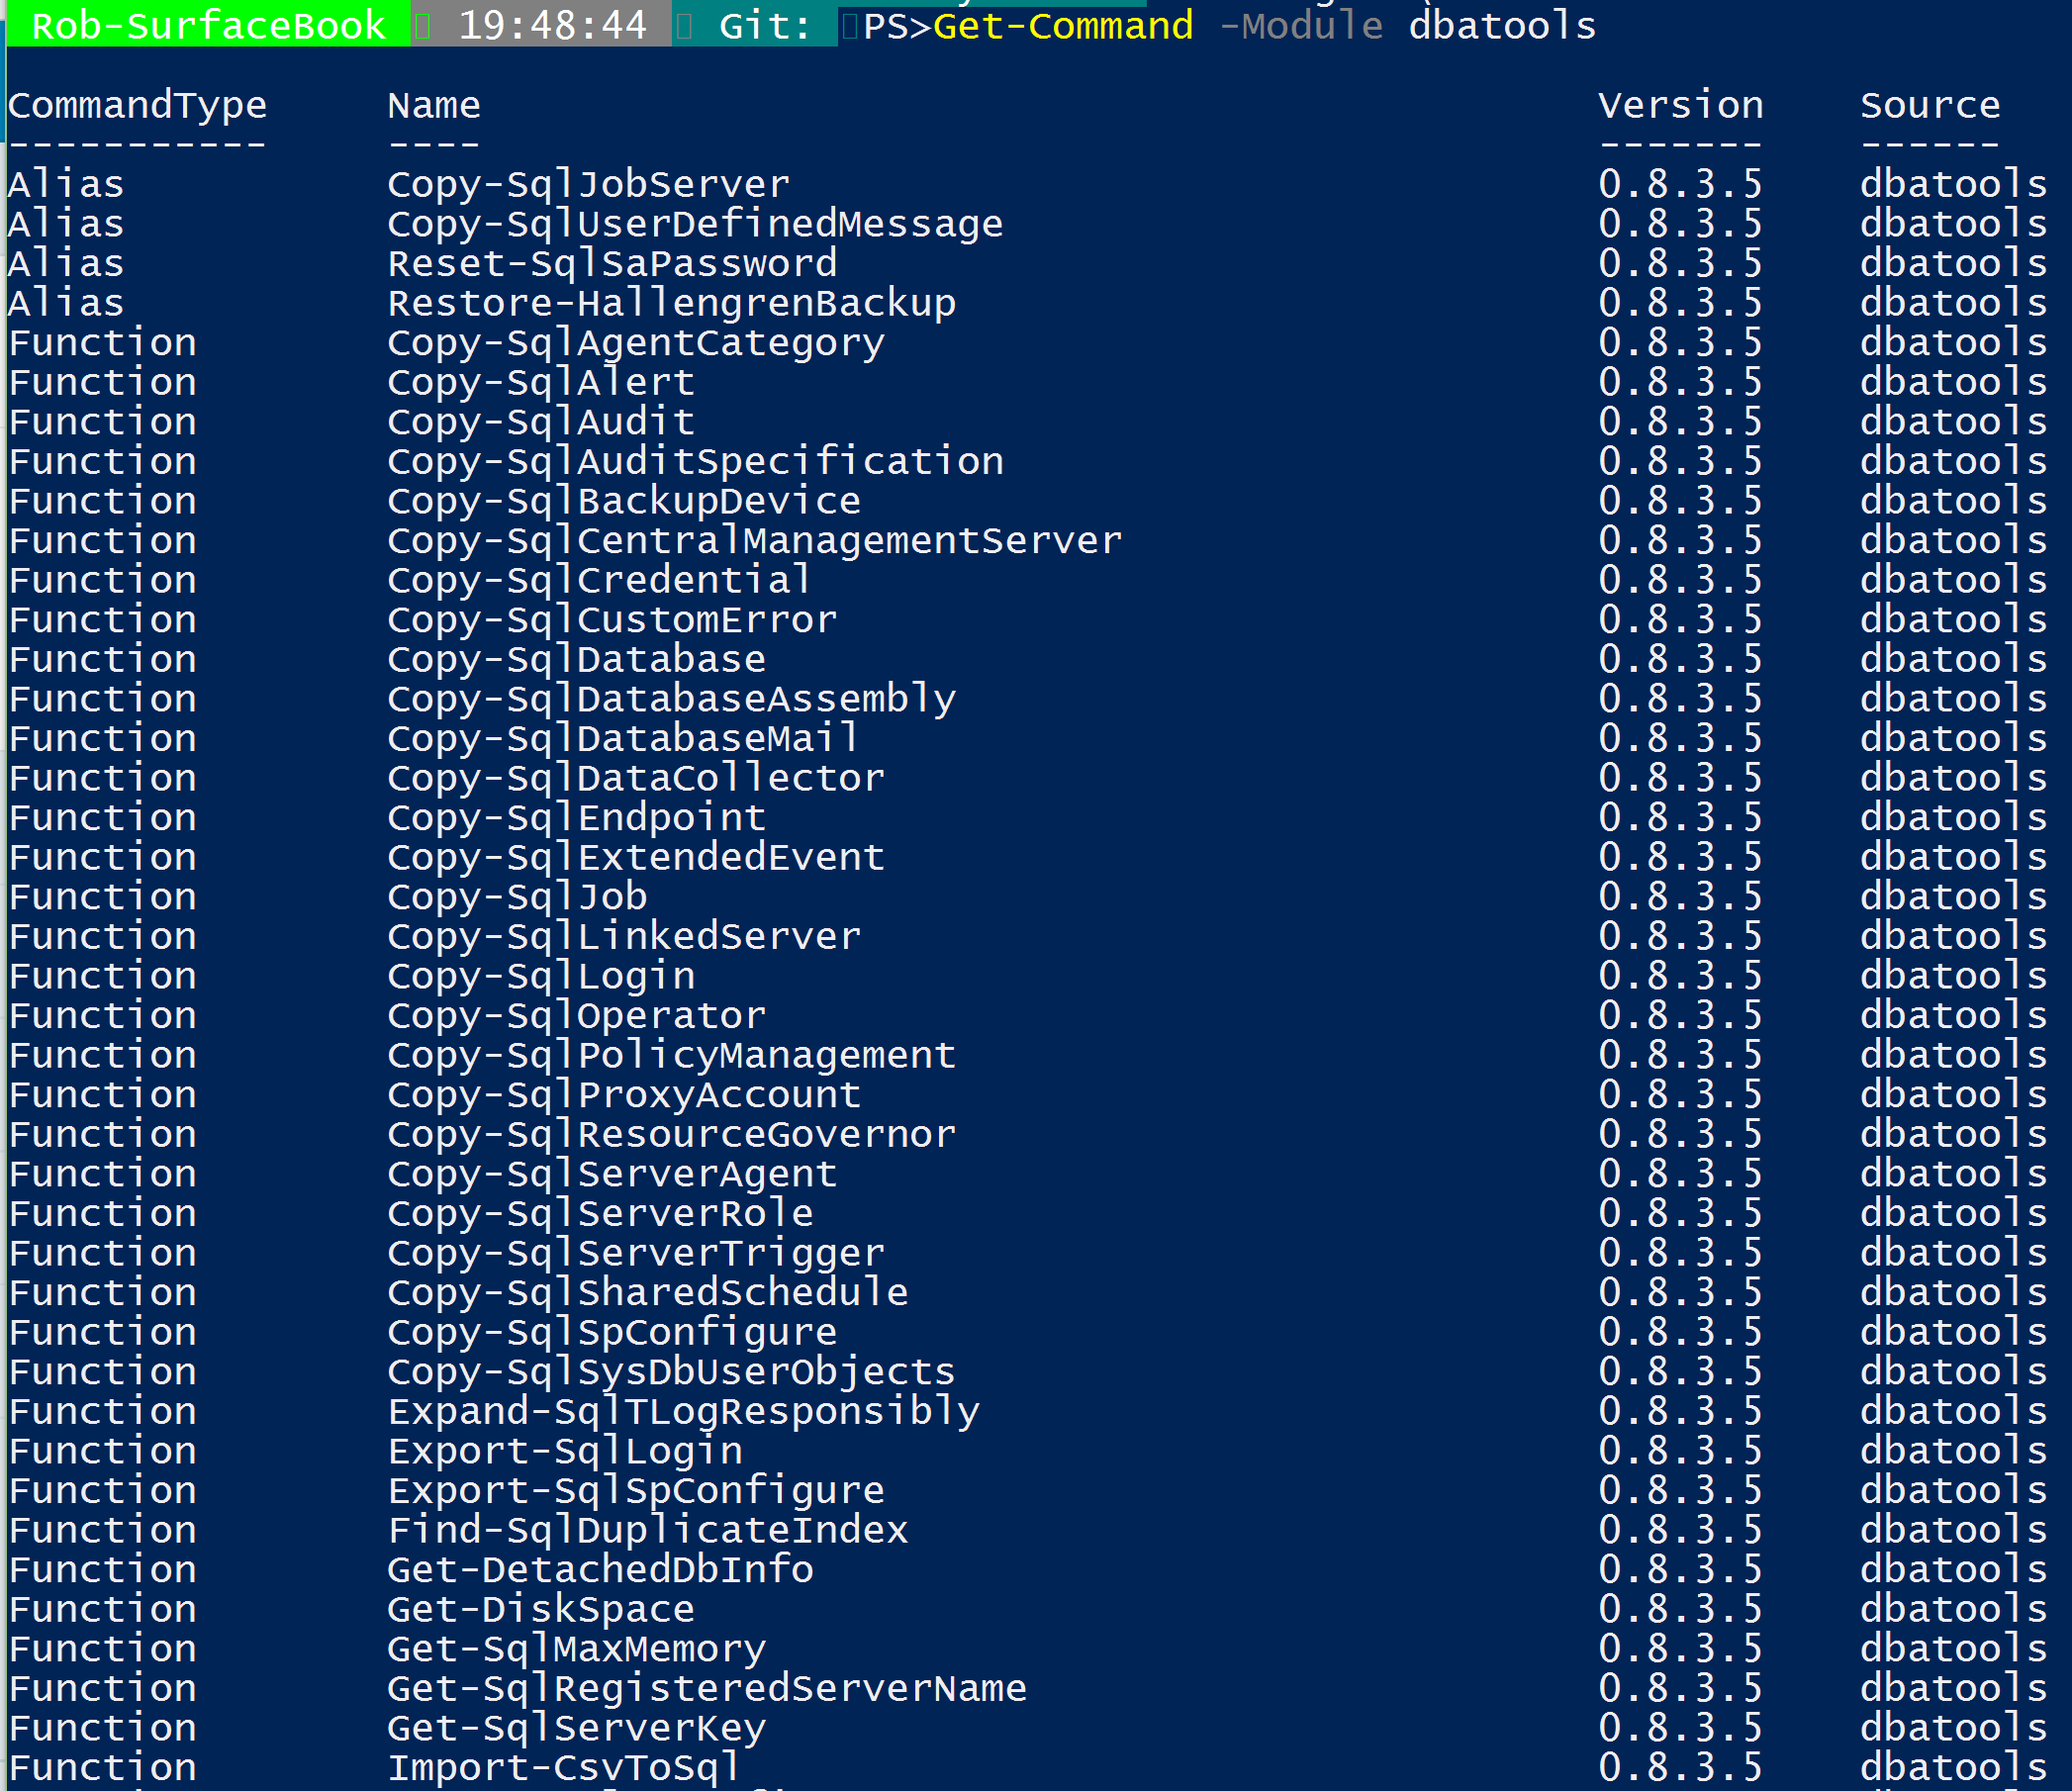 Rob-SurfaceBook 19:48:44 Git: PS>Get-Command -Module dbatools
CommandType Name Version Source
----------- ---- ------- ------
Alias Copy-SqlJobServer 0.8.3.5 dbatools
Alias Copy-SqlUserDefinedMessage 0.8.3.5 dbatools
Alias Reset-SqlSaPassword 0.8.3.5 dbatools
Alias Restore-HallengrenBackup 0.8.3.5 dbatools
Function Copy-SqlAgentCategory 0.8.3.5 dbatools
Function Copy-SqlAlert 0.8.3.5 dbatools
Function Copy-SqlAudit 0.8.3.5 dbatools
Function Copy-SqlAuditSpecification 0.8.3.5 dbatools
Function Copy-SqlBackupDevice 0.8.3.5 dbatools
Function Copy-SqlCentralManagementServer 0.8.3.5 dbatools
Function Copy-SqlCredential 0.8.3.5 dbatools
Function Copy-SqlCustomError 0.8.3.5 dbatools
Function Copy-SqlDatabase 0.8.3.5 dbatools
Function Copy-SqlDatabaseAssembly 0.8.3.5 dbatools
Function Copy-SqlDatabaseMail 0.8.3.5 dbatools
Function Copy-SqlDataCollector 0.8.3.5 dbatools
Function Copy-SqlEndpoint 0.8.3.5 dbatools
Function Copy-SqlExtendedEvent 0.8.3.5 dbatools
Function Copy-SqlJob 0.8.3.5 dbatools
Function Copy-SqlLinkedServer 0.8.3.5 dbatools
Function Copy-SqlLogin 0.8.3.5 dbatools
Function Copy-SqlOperator 0.8.3.5 dbatools
Function Copy-SqlPolicyManagement 0.8.3.5 dbatools
Function Copy-SqlProxyAccount 0.8.3.5 dbatools
Function Copy-SqlResourceGovernor 0.8.3.5 dbatools
Function Copy-SqlServerAgent 0.8.3.5 dbatools
Function Copy-SqlServerRole 0.8.3.5 dbatools
Function Copy-SqlServerTrigger 0.8.3.5 dbatools
Function Copy-SqlSharedSchedule 0.8.3.5 dbatools
Function Copy-SqlSpConfigure 0.8.3.5 dbatools
Function Copy-SqlSysDbUserObjects 0.8.3.5 dbatools
Function Expand-SqlTLogResponsibly 0.8.3.5 dbatools
Function Export-SqlLogin 0.8.3.5 dbatools
Function Export-SqlSpConfigure 0.8.3.5 dbatools
Function Find-SqlDuplicateIndex 0.8.3.5 dbatools
Function Get-DetachedDbInfo 0.8.3.5 dbatools
Function Get-DiskSpace 0.8.3.5 dbatools
Function Get-SqlMaxMemory 0.8.3.5 dbatools
Function Get-SqlRegisteredServerName 0.8.3.5 dbatools
Function Get-SqlServerKey 0.8.3.5 dbatools
Function Import-CsvToSql 0.8.3.5 dbatools